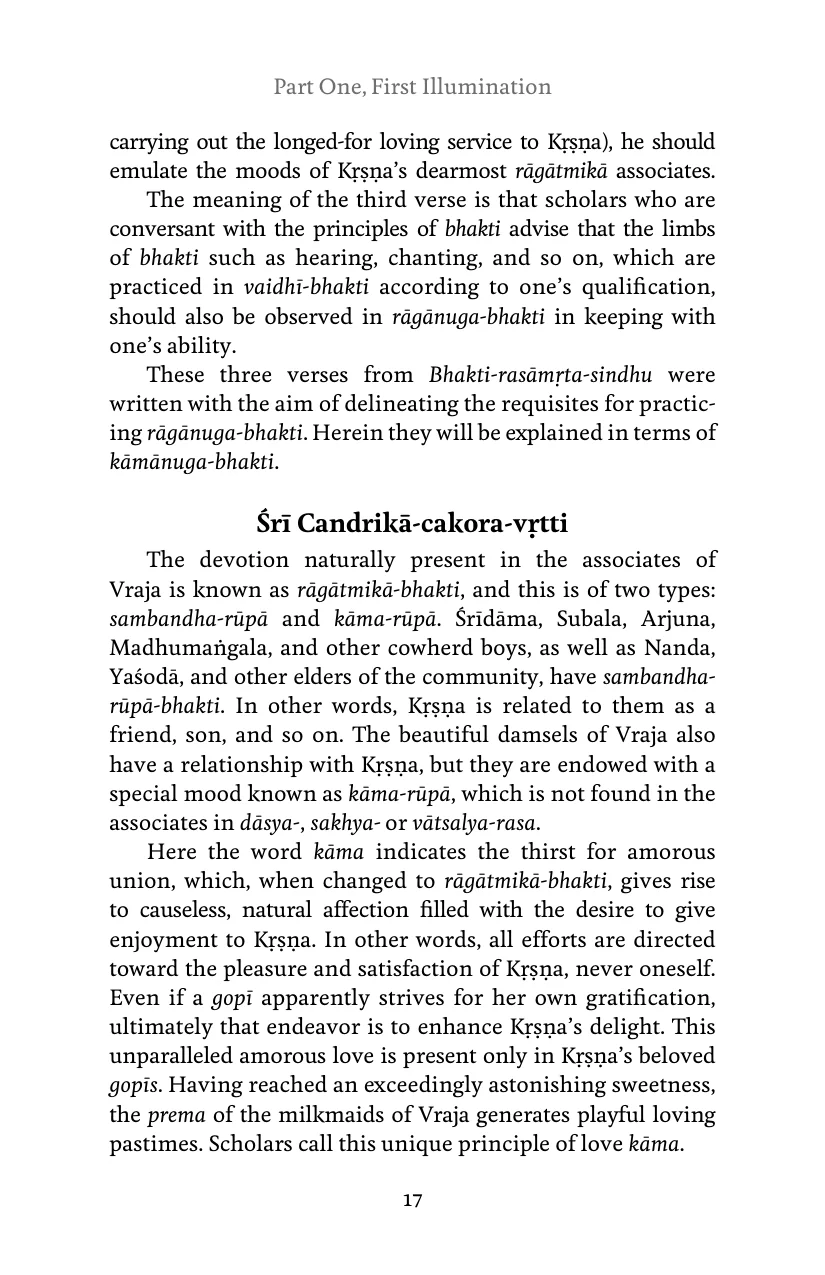 Part One, First Illumination
carrying out the longed-for loving service to Kṛṣṇa), he should
emulate the moods of Kṛṣṇa’s dearmost rāgātmikā associates.
The meaning of the third verse is that scholars who are
conversant with the principles of bhakti advise that the limbs
of bhakti such as hearing, chanting, and so on, which are
practiced in vaidhī-bhakti according to one’s qualification,
should also be observed in rāgānuga-bhakti in keeping with
one’s ability.
These three verses from Bhakti-rasāmṛta-sindhu were
written with the aim of delineating the requisites for practic-
ing rāgānuga-bhakti. Herein they will be explained in terms of
kāmānuga-bhakti.
Śrī Candrikā-cakora-vṛtti
The devotion naturally present in the associates of
Vraja is known as rāgātmikā-bhakti, and this is of two types:
sambandha-rūpā and kāma-rūpā. Śrīdāma, Subala, Arjuna,
Madhumaṅgala, and other cowherd boys, as well as Nanda,
Yaśodā, and other elders of the community, have sambandha-
rūpā-bhakti. In other words, Kṛṣṇa is related to them as a
friend, son, and so on. The beautiful damsels of Vraja also
have a relationship with Kṛṣṇa, but they are endowed with a
special mood known as kāma-rūpā, which is not found in the
associates in dāsya-, sakhya- or vātsalya-rasa.
Here the word kāma indicates the thirst for amorous
union, which, when changed to rāgātmikā-bhakti, gives rise
to causeless, natural affection filled with the desire to give
enjoyment to Kṛṣṇa. In other words, all efforts are directed
toward the pleasure and satisfaction of Kṛṣṇa, never oneself.
Even if a gopī apparently strives for her own gratification,
ultimately that endeavor is to enhance Kṛṣṇa’s delight. This
unparalleled amorous love is present only in Kṛṣṇa’s beloved
gopīs. Having reached an exceedingly astonishing sweetness,
the prema of the milkmaids of Vraja generates playful loving
pastimes. Scholars call this unique principle of love kāma.
17